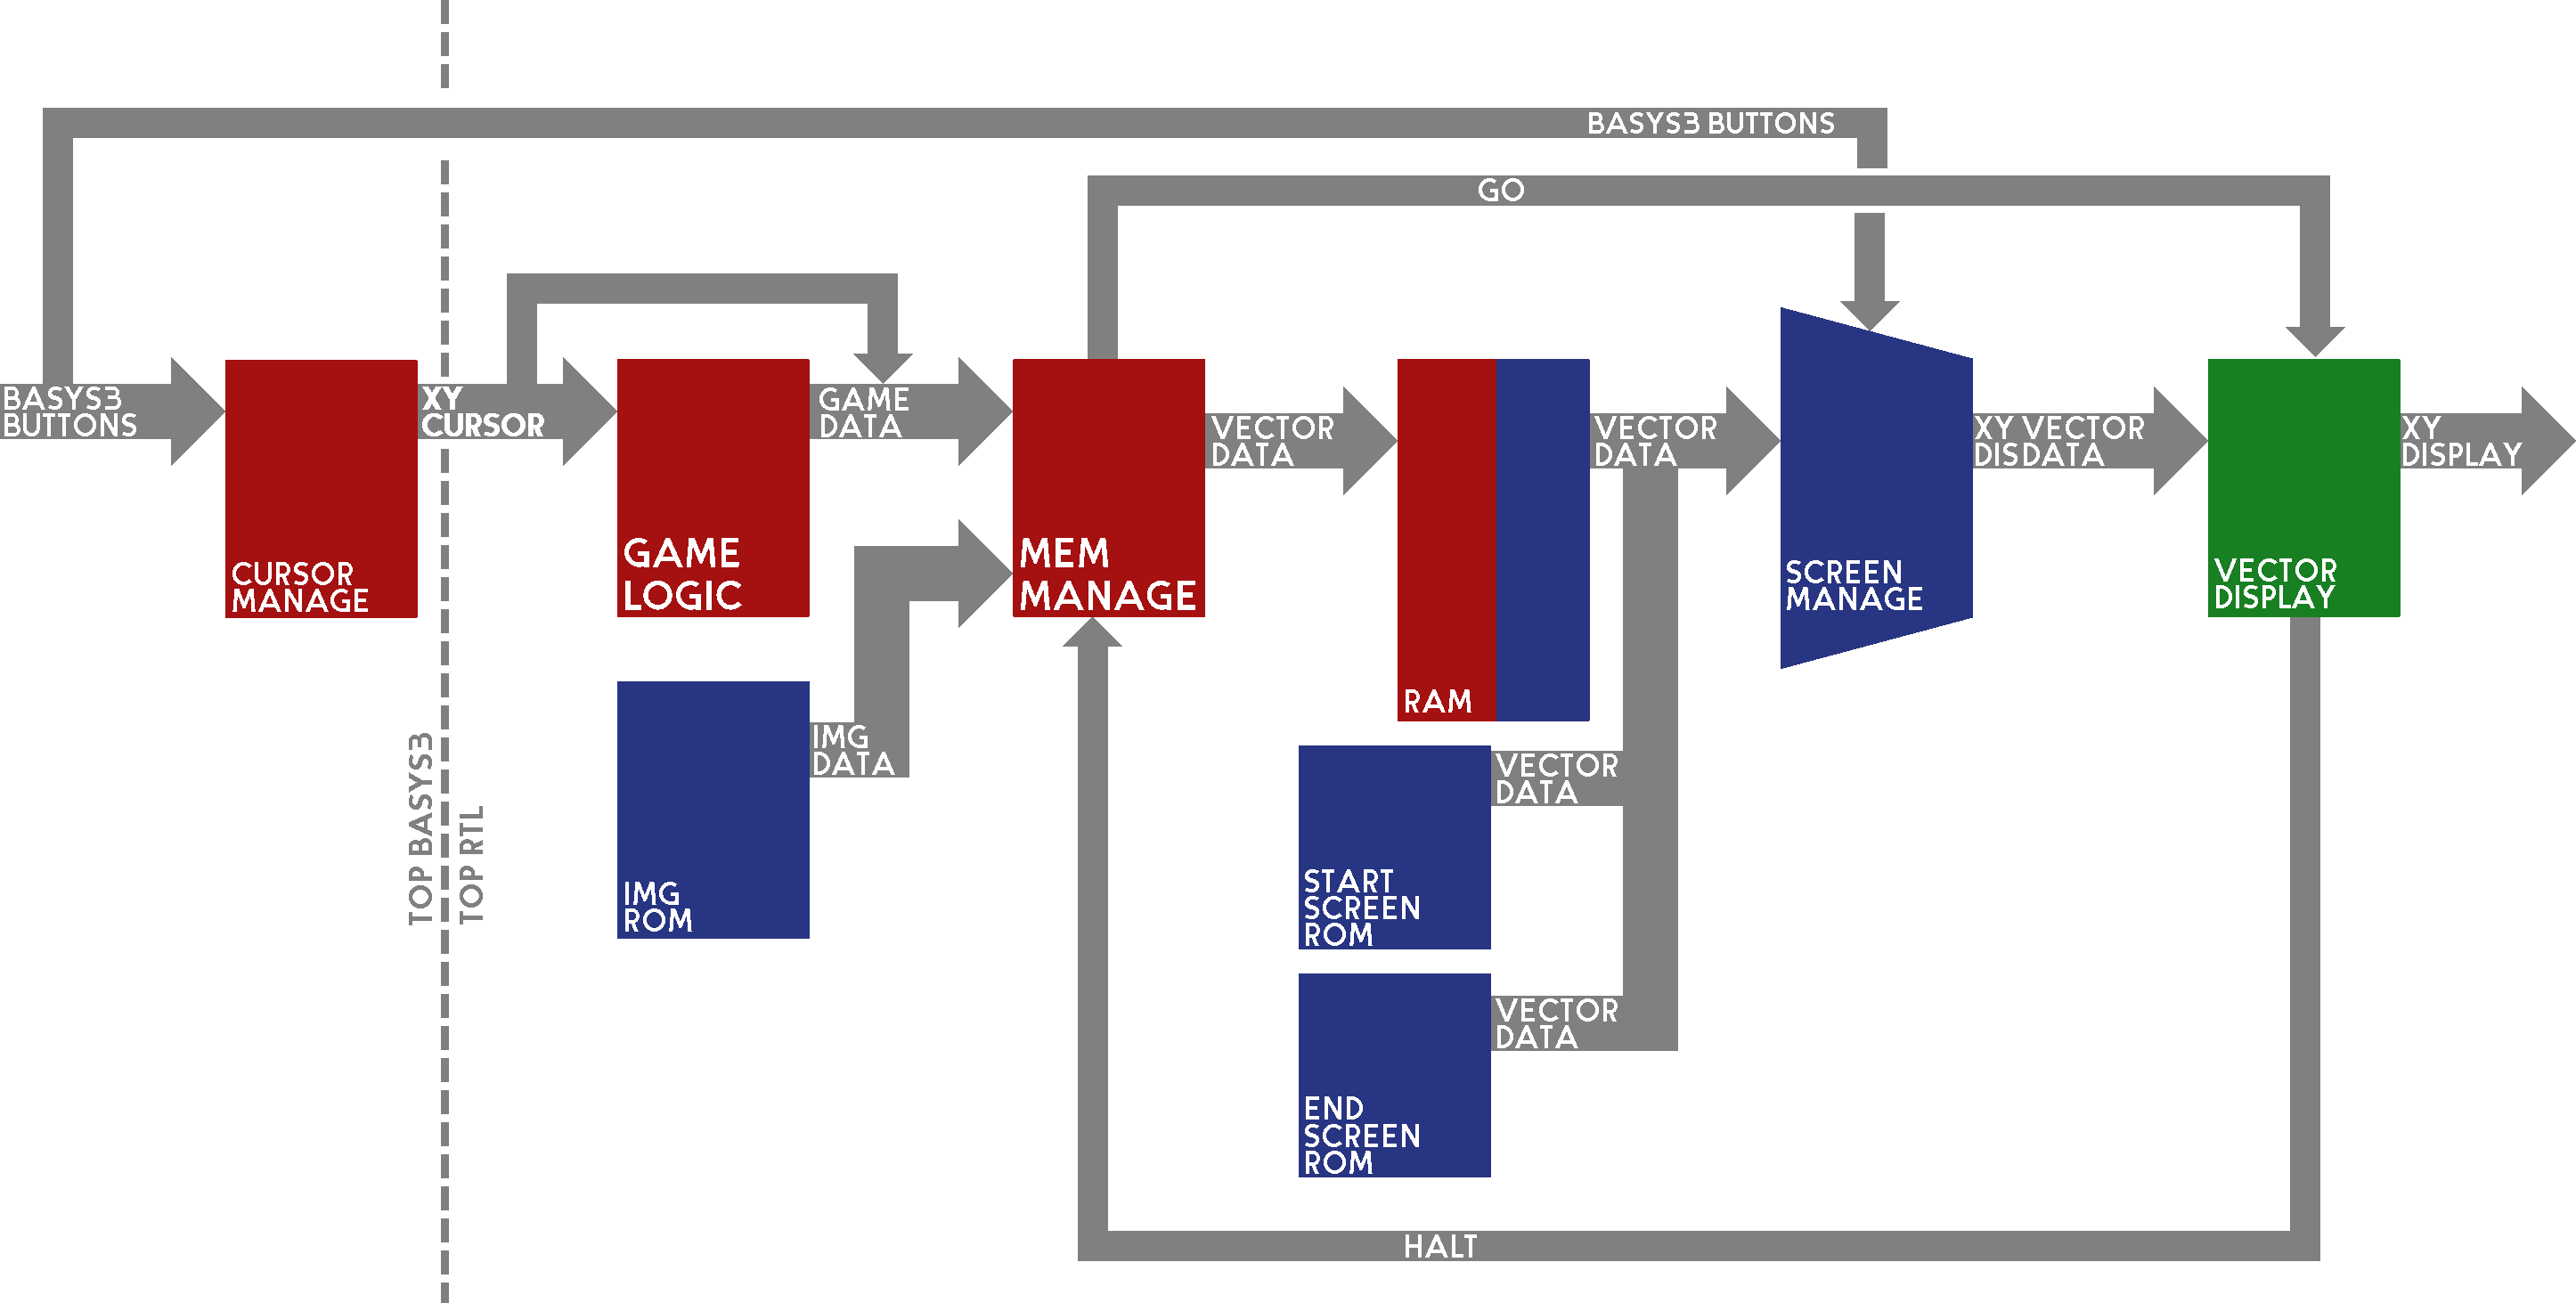 BASYS3 BUTTONS
GO
BASYS3
BUTTONS
XY
CURSOR
GAME
DATA
VECTOR
DATA
VECTOR
DATA
XY VECTOR
DISDATA
XY
DISPLAY
CURSOR
MANAGE
GAME
LOGIC
MEM
MANAGE
RAM
SCREEN
MANAGE
VECTOR
DISPLAY
IMG
DATA
IMG
ROM
VECTOR
DATA
START
SCREEN
ROM
VECTOR
DATA
END
SCREEN
ROM
TOP BASYS3
TOP RTL
HALT